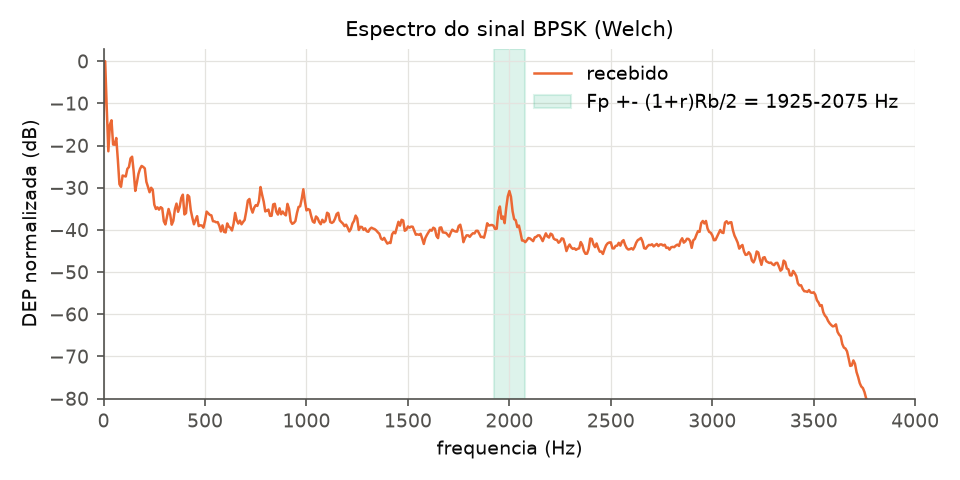 Espectro do sinal BPSK (Welch)
recebido
Fp +- (1+r)Rb/2 = 1925-2075 Hz
DEP normalizada (dB)
0
−10
−20
−30
−40
−50
−60
−70
−80
0 500 1000 1500 2000 2500 3000 3500 4000
frequencia (Hz)